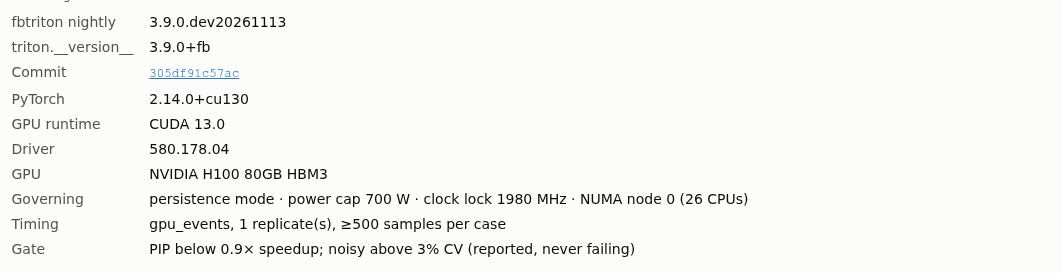 fbtriton nightly 3.9.0.dev20261113
triton.__version__ 3.9.0+fb
Commit 305df91c57ac
PyTorch 2.14.0+cu130
GPU runtime CUDA 13.0
Driver 580.178.04
GPU NVIDIA H100 80GB HBM3
Governing persistence mode · power cap 700 W · clock lock 1980 MHz · NUMA node 0 (26 CPUs)
Timing gpu_events, 1 replicate(s), ≥500 samples per case
Gate PIP below 0.9× speedup; noisy above 3% CV (reported, never failing)